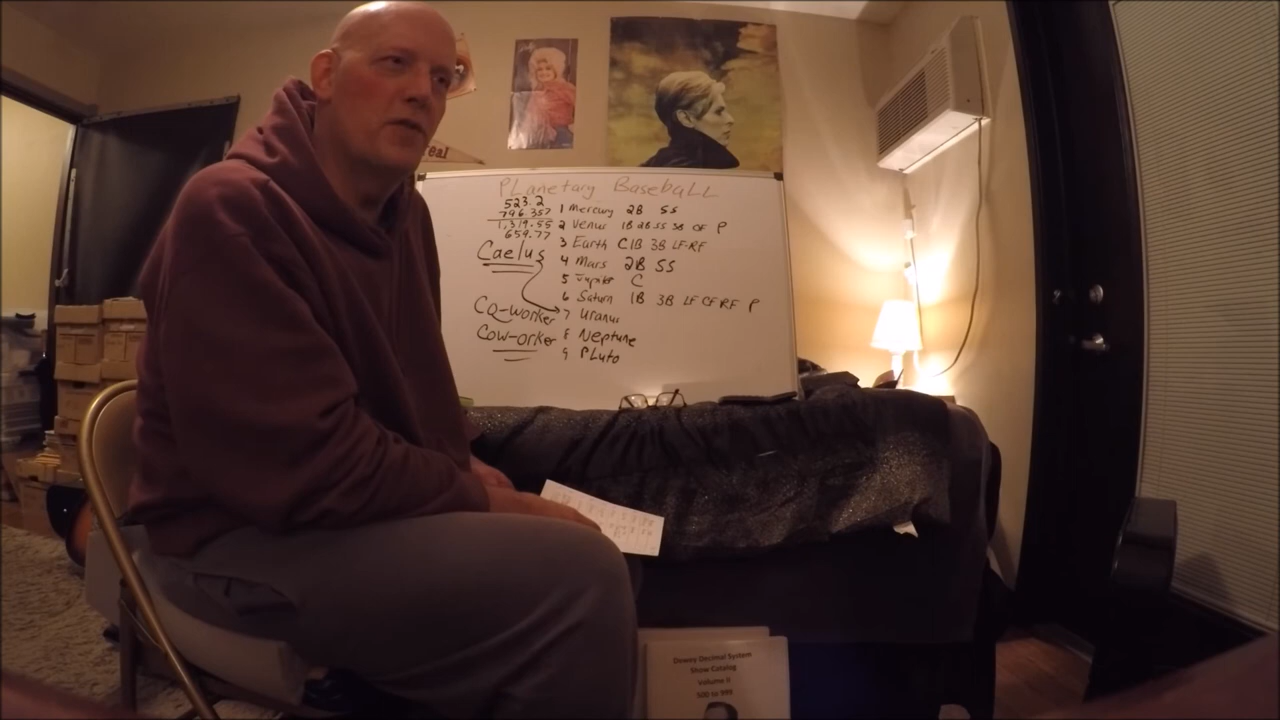 eal
PLanetary Baseball
523.2
796.357
1,319.55
659.77
1 Mercury 2B SS
2 Venus 1B 2B SS 3B OF P
3 Earth C 1B 3B LF-RF
Caelus
4 Mars 2B SS
5 Jupiter C
6 Saturn 1B 3B LF CF RF P
CO-worker
7 Uranus
Cow-orker
8 Neptune
9 PLuto
Dewey Decimal System
Show Catalog
Volume II
500 to 999